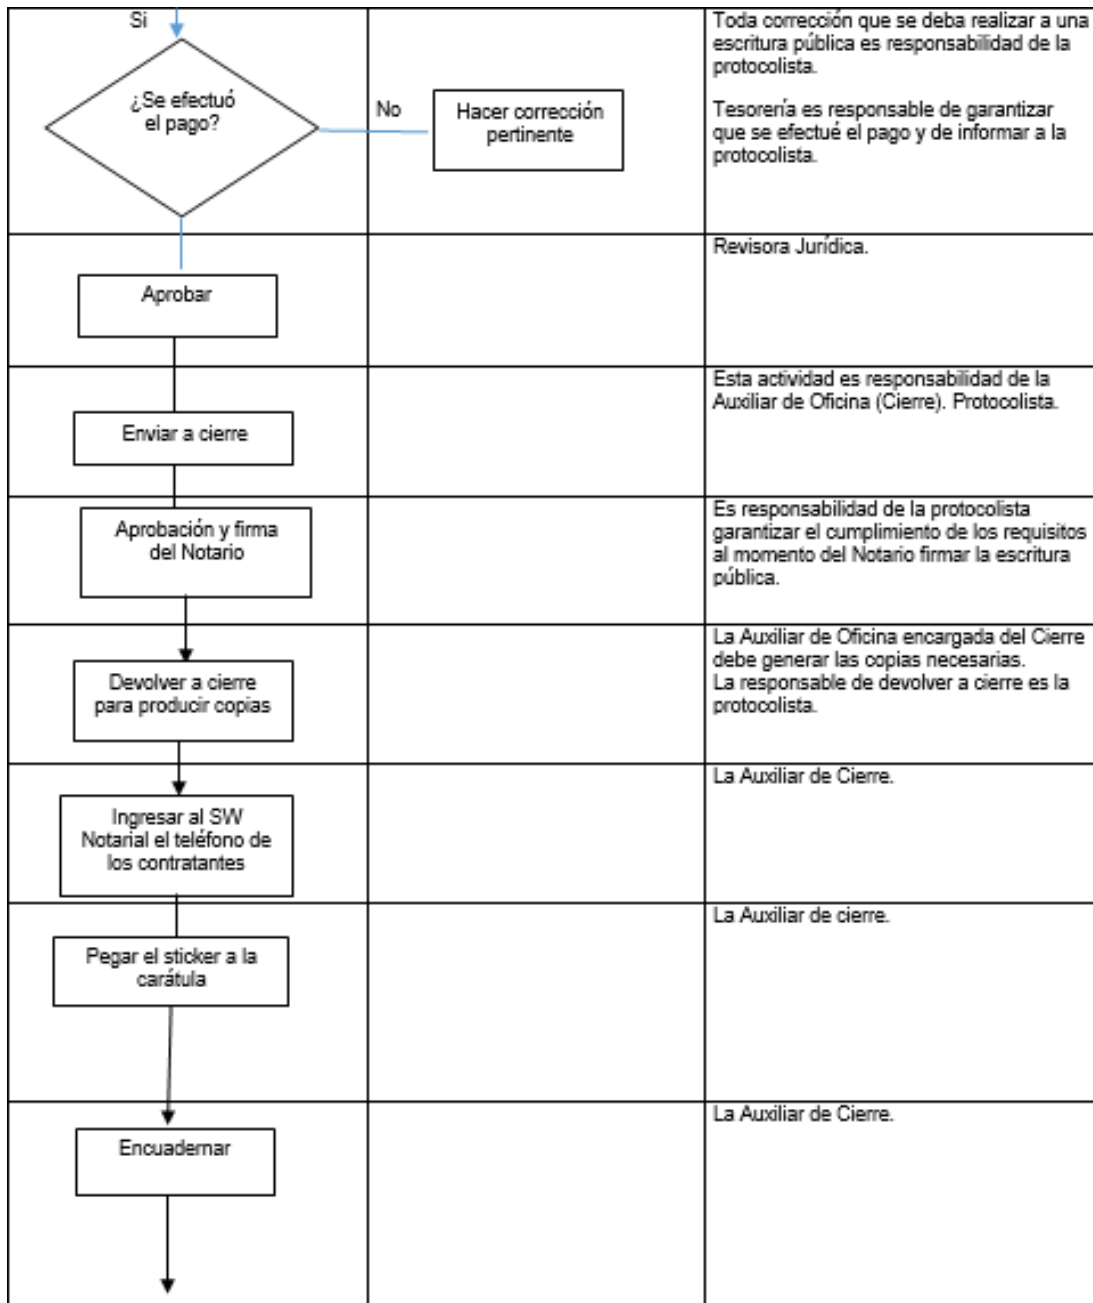 Si
¿Se efectuó
el pago?
No
Hacer corrección
pertinente
Toda corrección que se deba realizar a una
escritura pública es responsabilidad de la
protocolista.
Tesorería es responsable de garantizar
que se efectué el pago y de informar a la
protocolista.
Aprobar
Revisora Jurídica.
Enviar a cierre
Esta actividad es responsabilidad de la
Auxiliar de Oficina (Cierre). Protocolista.
Aprobación y firma
del Notario
Es responsabilidad de la protocolista
garantizar el cumplimiento de los requisitos
al momento del Notario firmar la escritura
pública.
Devolver a cierre
para producir copias
La Auxiliar de Oficina encargada del Cierre
debe generar las copias necesarias.
La responsable de devolver a cierre es la
protocolista.
Ingresar al SW
Notarial el teléfono de
los contratantes
La Auxiliar de Cierre.
Pegar el sticker a la
carátula
La Auxiliar de cierre.
Encuadernar
La Auxiliar de Cierre.